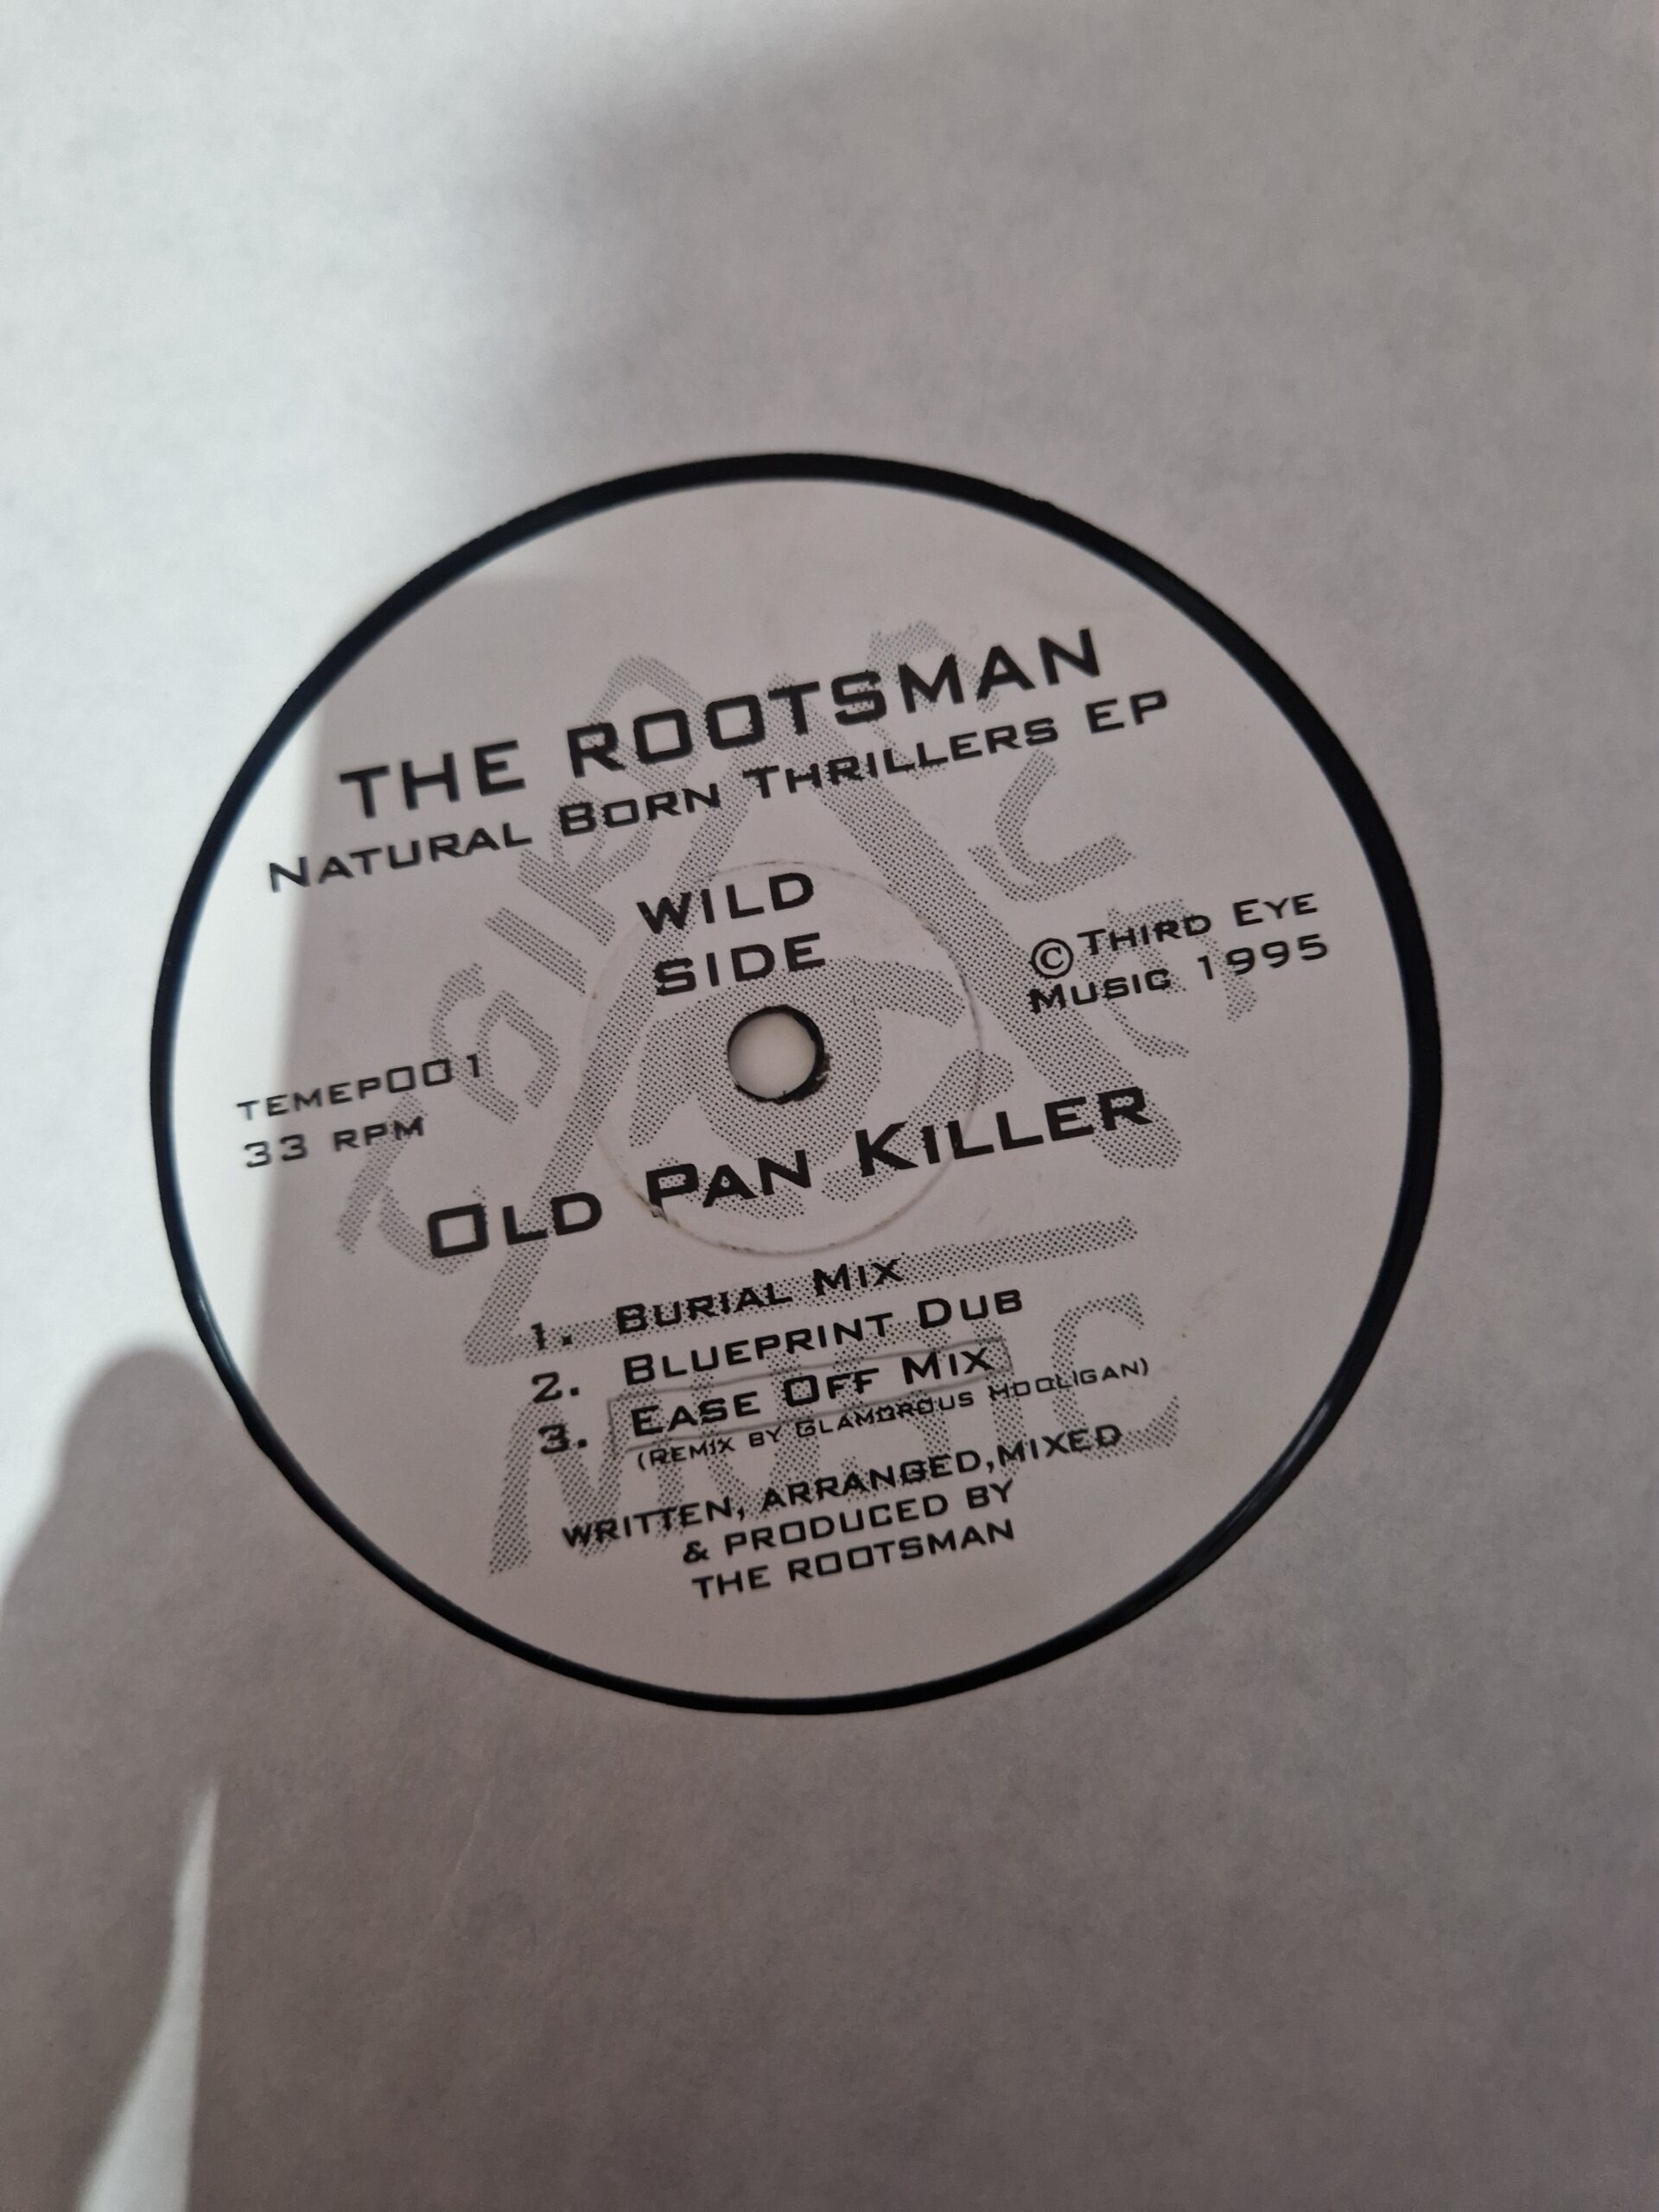 THE ROOTSMAN
NATURAL BORN THRILLERS EP
WILD
SIDE
© THIRD EYE
MUSIC 1995
TEMEP001
33 RPM
OLD PAN KILLER
1. BURIAL MIX
2. BLUEPRINT DUB
3. EASE OFF MIX
(REMIX BY GLAMOROUS HOOLIGAN)
WRITTEN, ARRANGED,MIXED
& PRODUCED BY
THE ROOTSMAN
MUSIC